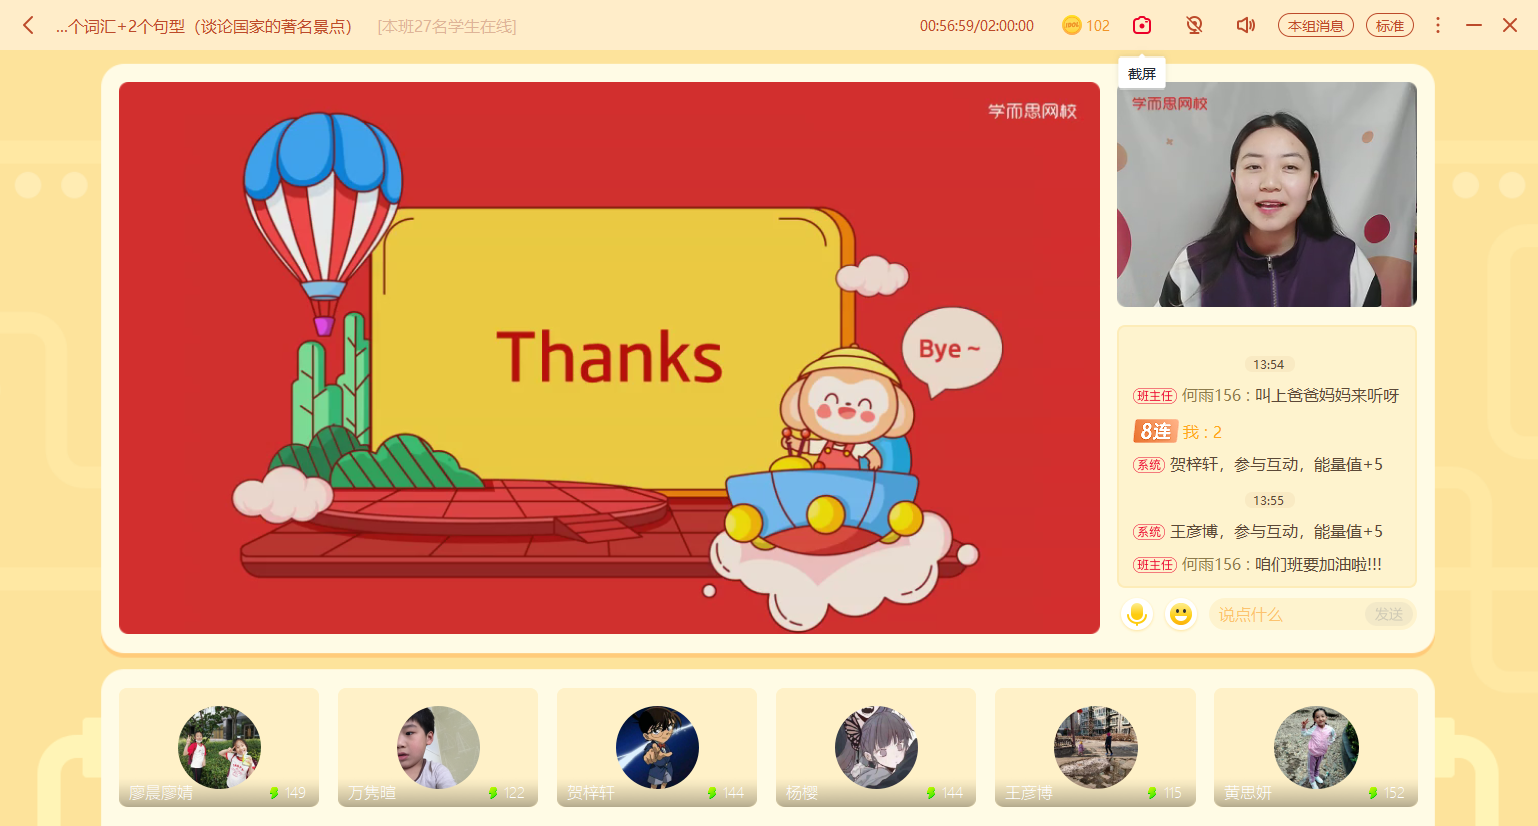 ...个词汇+2个句型（谈论国家的著名景点） [本班27名学生在线] 00:56:59/02:00:00 102 本组消息 标准
截屏
学而思网校
Thanks
Bye ~
学而思网校
13:54
班主任 何雨156 : 叫上爸爸妈妈来听呀
8连 我 : 2
系统 贺梓轩，参与互动，能量值+5
13:55
系统 王彦博，参与互动，能量值+5
班主任 何雨156 : 咱们班要加油啦!!!
说点什么 发送
廖晨廖婧 149
万隽暄 122
贺梓轩 144
杨樱 144
王彦博 115
黄思妍 152